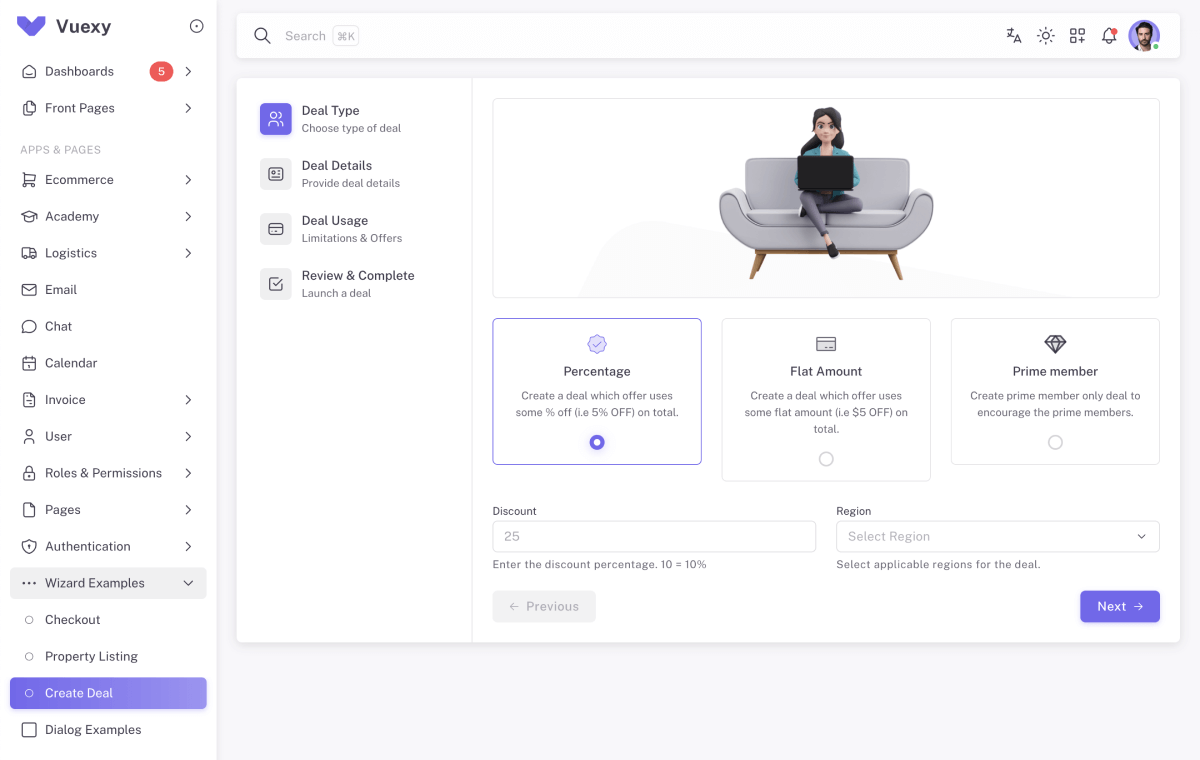 Vuexy
Dashboards 5
Front Pages
APPS & PAGES
Ecommerce
Academy
Logistics
Email
Chat
Calendar
Invoice
User
Roles & Permissions
Pages
Authentication
Wizard Examples
Checkout
Property Listing
Create Deal
Dialog Examples
Search ⌘K
Deal Type
Choose type of deal
Deal Details
Provide deal details
Deal Usage
Limitations & Offers
Review & Complete
Launch a deal
Percentage
Create a deal which offer uses
some % off (i.e 5% OFF) on total.
Flat Amount
Create a deal which offer uses
some flat amount (i.e $5 OFF) on
total.
Prime member
Create prime member only deal to
encourage the prime members.
Discount
25
Enter the discount percentage. 10 = 10%
Region
Select Region
Select applicable regions for the deal.
← Previous
Next →